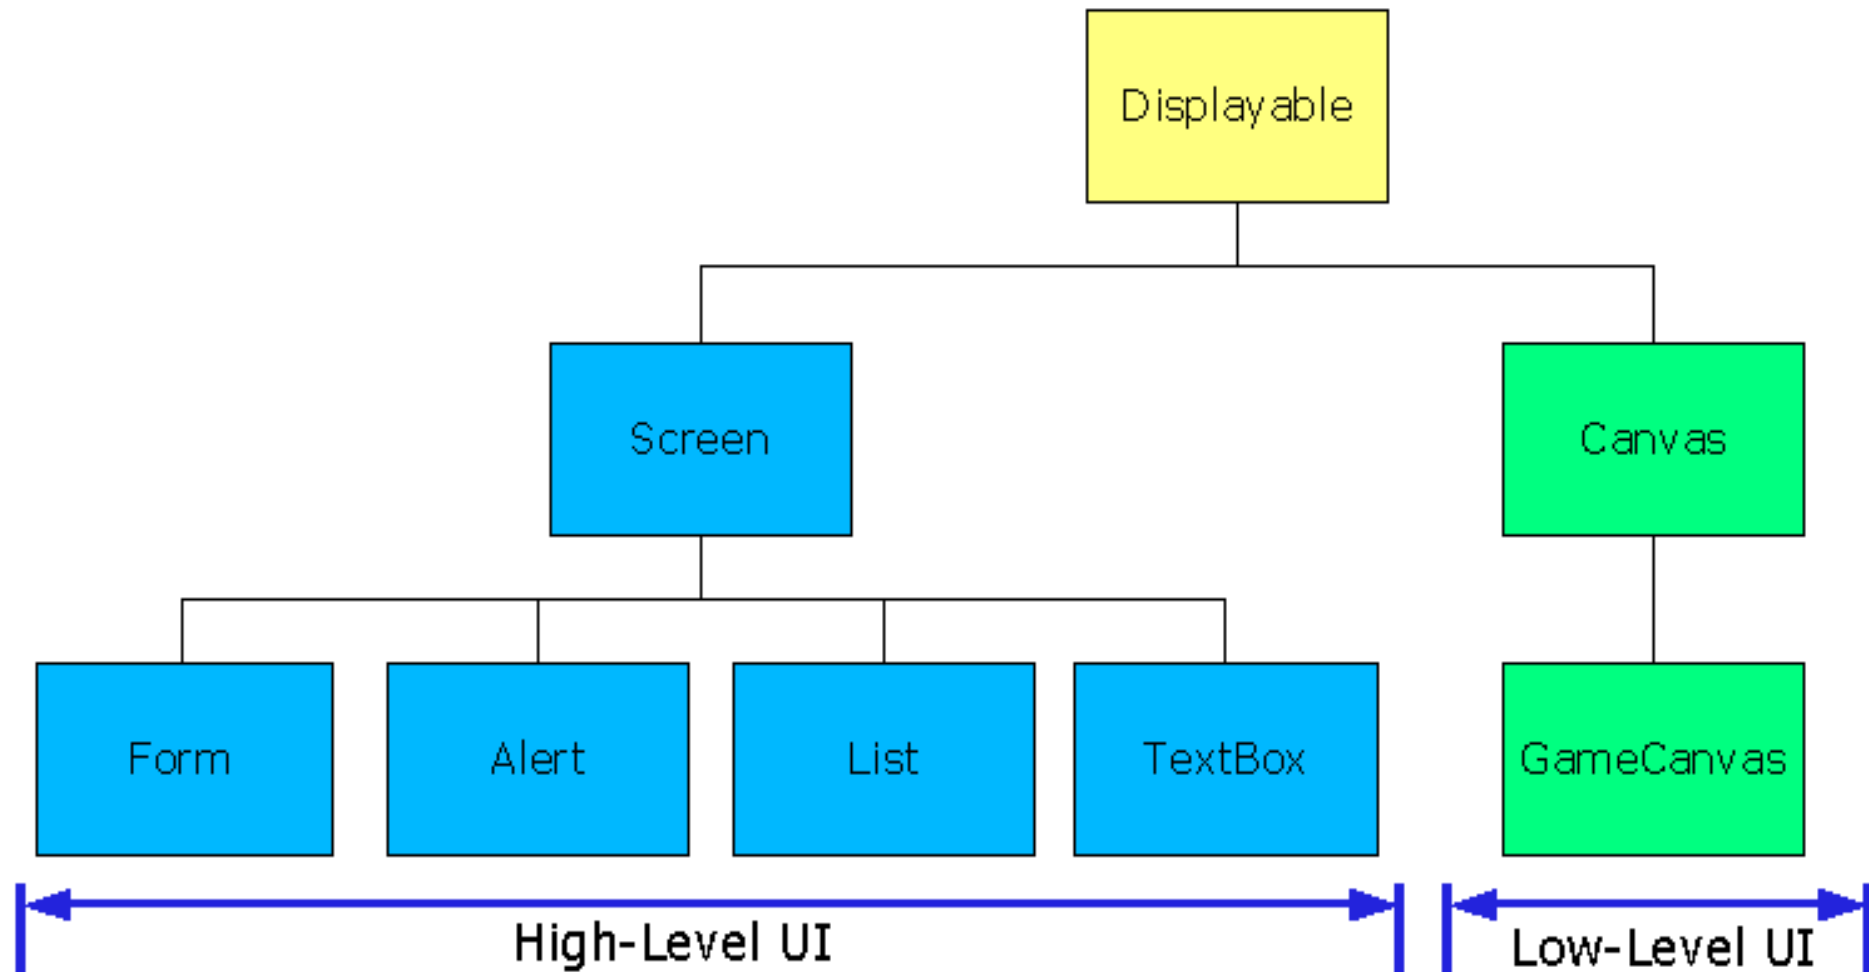 Displayable
Screen
Canvas
Form
Alert
List
TextBox
GameCanvas
High-Level UI
Low-Level UI